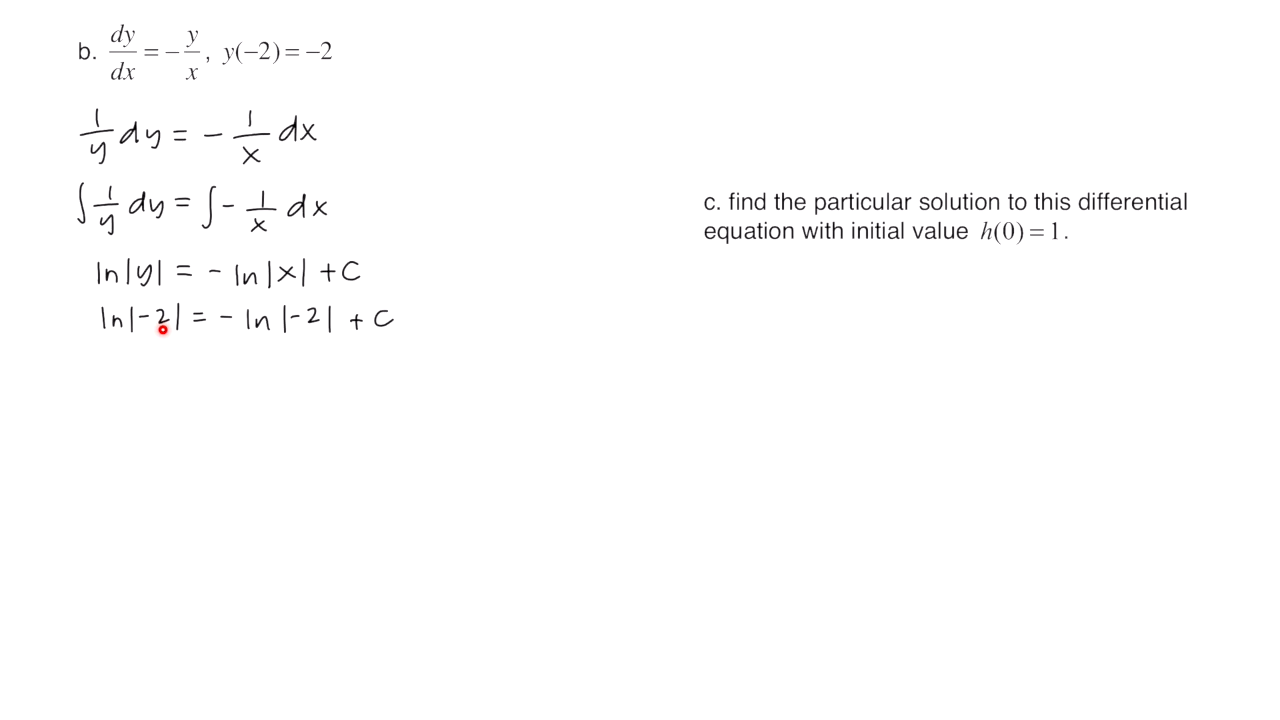 b. dy/dx = −y/x, y(−2) = −2
1/y dy = − 1/x dx
∫ 1/y dy = ∫ − 1/x dx
ln|y| = − ln|x| + C
ln|−2| = − ln|−2| + C
c. find the particular solution to this differential
equation with initial value h(0) = 1.